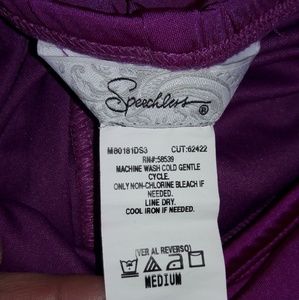 Speechless®
M80181DS3 CUT:62422
RN#:58539
MACHINE WASH COLD GENTLE
CYCLE.
ONLY NON-CHLORINE BLEACH IF
NEEDED.
LINE DRY.
COOL IRON IF NEEDED.
(VER AL REVERSO)
MEDIUM